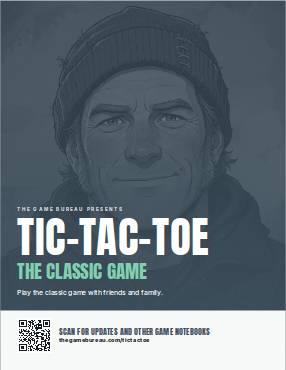 THE GAME BUREAU PRESENTS
TIC-TAC-TOE
THE CLASSIC GAME
Play the classic game with friends and family.
SCAN FOR UPDATES AND OTHER GAME NOTEBOOKS
thegamebureau.com/tictactoe